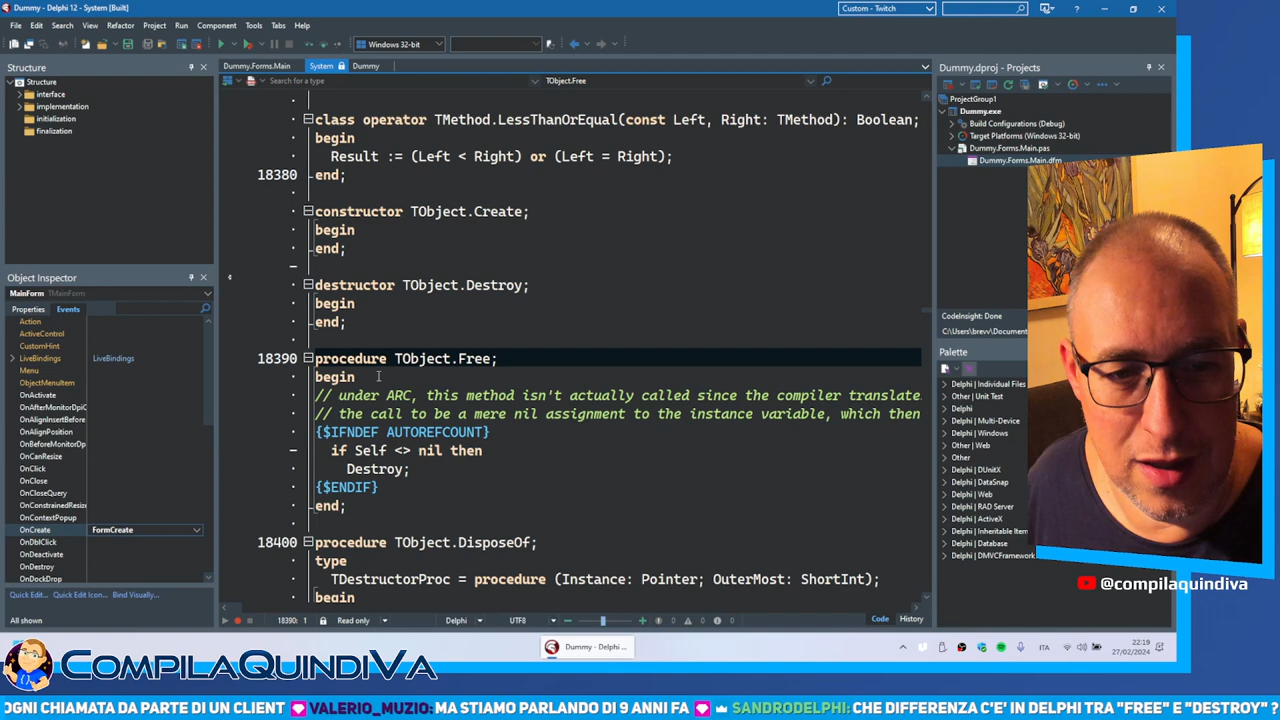 Dummy - Delphi 12 - System [Built]
Custom - Twitch
File Edit Search View Refactor Project Run Component Tools Tabs Help
Windows 32-bit
Structure
Structure
interface
implementation
initialization
finalization
Dummy.Forms.Main System Dummy
Search for a type
TObject.Free
class operator TMethod.LessThanOrEqual(const Left, Right: TMethod): Boolean;
begin
Result := (Left < Right) or (Left = Right);
18380 end;
constructor TObject.Create;
begin
end;
destructor TObject.Destroy;
begin
end;
18390 procedure TObject.Free;
begin
// under ARC, this method isn't actually called since the compiler translate
// the call to be a mere nil assignment to the instance variable, which then
{$IFNDEF AUTOREFCOUNT}
if Self <> nil then
Destroy;
{$ENDIF}
end;
18400 procedure TObject.DisposeOf;
type
TDestructorProc = procedure (Instance: Pointer; OuterMost: ShortInt);
begin
Object Inspector
MainForm TMainForm
Properties Events
Action
ActiveControl
CustomHint
LiveBindings LiveBindings
Menu
ObjectMenuItem
OnActivate
OnAfterMonitorDpiC
OnAlignInsertBefore
OnAlignPosition
OnBeforeMonitorDp
OnCanResize
OnClick
OnClose
OnCloseQuery
OnConstrainedResize
OnContextPopup
OnCreate FormCreate
OnDblClick
OnDeactivate
OnDestroy
OnDockDrop
Quick Edit... Quick Edit Icon... Bind Visually...
All shown
18390: 1 Read only Delphi UTF8 0 0 0 Code History
Dummy.dproj - Projects
ProjectGroup1
Dummy.exe
Build Configurations (Debug)
Target Platforms (Windows 32-bit)
Dummy.Forms.Main.pas
Dummy.Forms.Main.dfm
CodeInsight: Done
C:\Users\brevv\Document
Palette
Delphi | Individual Files
Other | Unit Test
Delphi
Delphi | Multi-Device
Delphi | Windows
Other | Web
Other
Delphi | DUnitX
Delphi | DataSnap
Delphi | Web
Delphi | RAD Server
Delphi | ActiveX
Delphi | Inheritable Item
Delphi | Database
Delphi | DMVCFramework
@compilaquindiva
Dummy - Delphi ...
ITA
22:19
27/02/2024
COMPILAQUINDIVA
OGNI CHIAMATA DA PARTE DI UN CLIENT VALERIO_MUZIO: MA STIAMO PARLANDO DI 9 ANNI FA SANDRODELPHI: CHE DIFFERENZA C'E' IN DELPHI TRA "FREE" E "DESTROY" ?